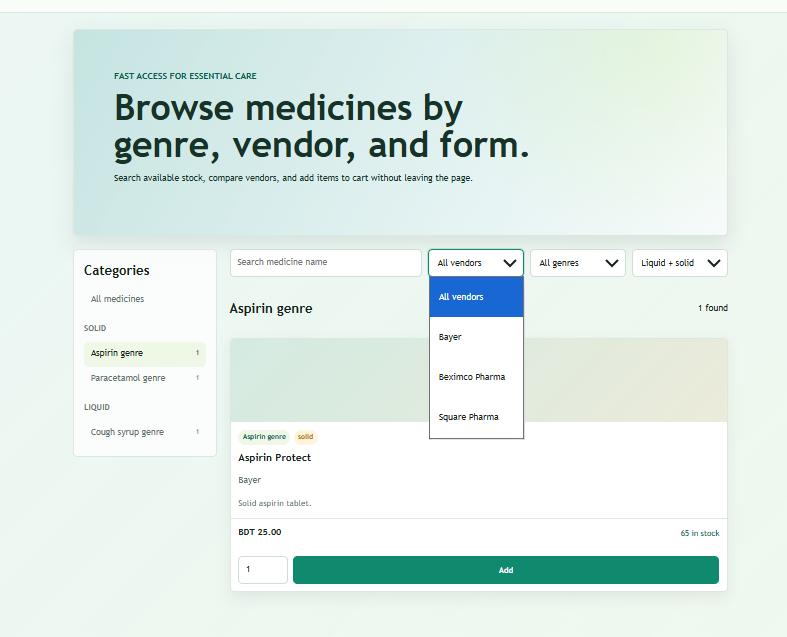 FAST ACCESS FOR ESSENTIAL CARE
Browse medicines by
genre, vendor, and form.
Search available stock, compare vendors, and add items to cart without leaving the page.
Categories
All medicines
SOLID
Aspirin genre 1
Paracetamol genre 1
LIQUID
Cough syrup genre 1
Search medicine name
All vendors
All genres
Liquid + solid
All vendors
Bayer
Beximco Pharma
Square Pharma
Aspirin genre
1 found
Aspirin genre solid
Aspirin Protect
Bayer
Solid aspirin tablet.
BDT 25.00
65 in stock
1
Add